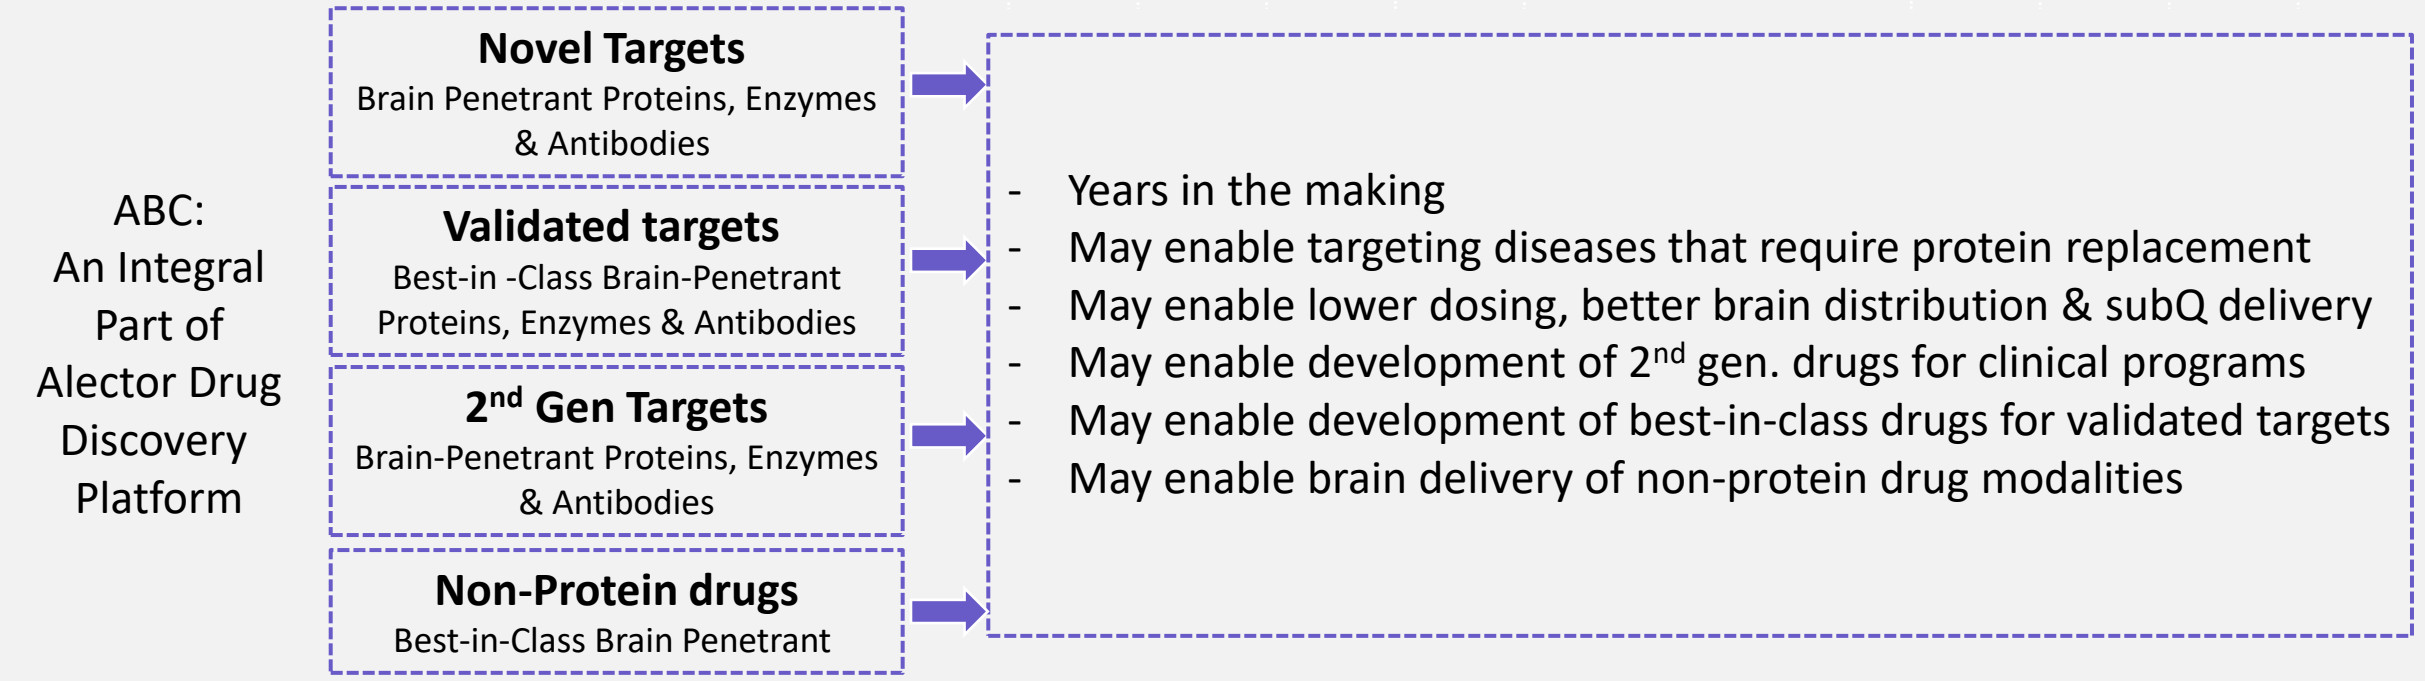 ABC:
An Integral
Part of
Alector Drug
Discovery
Platform
Novel Targets
Brain Penetrant Proteins, Enzymes
& Antibodies
Validated targets
Best-in -Class Brain-Penetrant
Proteins, Enzymes & Antibodies
2nd Gen Targets
Brain-Penetrant Proteins, Enzymes
& Antibodies
Non-Protein drugs
Best-in-Class Brain Penetrant
- Years in the making
- May enable targeting diseases that require protein replacement
- May enable lower dosing, better brain distribution & subQ delivery
- May enable development of 2nd gen. drugs for clinical programs
- May enable development of best-in-class drugs for validated targets
- May enable brain delivery of non-protein drug modalities